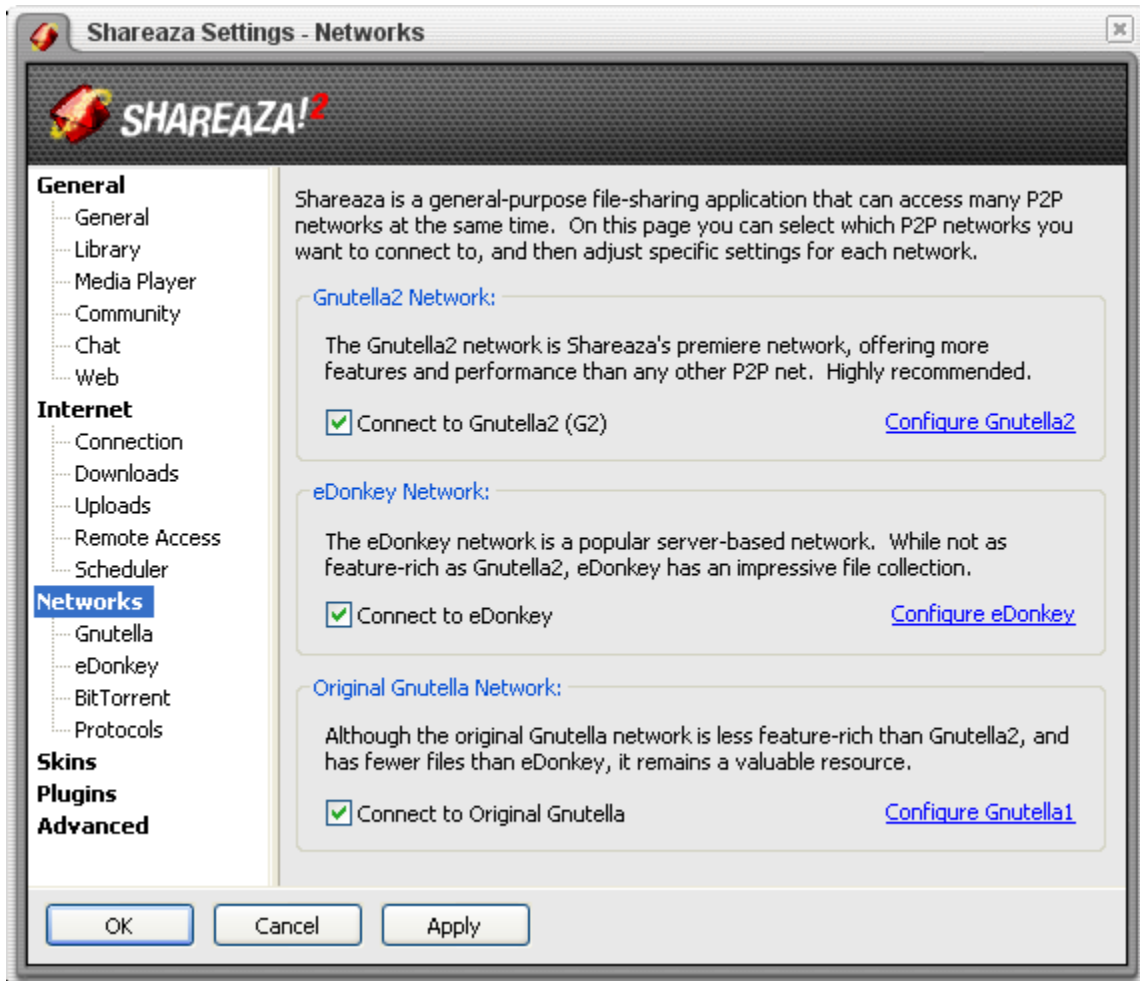 Shareaza Settings - Networks
SHAREAZA!2
General
General
Library
Media Player
Community
Chat
Web
Internet
Connection
Downloads
Uploads
Remote Access
Scheduler
Networks
Gnutella
eDonkey
BitTorrent
Protocols
Skins
Plugins
Advanced
Shareaza is a general-purpose file-sharing application that can access many P2P
networks at the same time.  On this page you can select which P2P networks you
want to connect to, and then adjust specific settings for each network.
Gnutella2 Network:
The Gnutella2 network is Shareaza's premiere network, offering more
features and performance than any other P2P net.  Highly recommended.
Connect to Gnutella2 (G2)
Configure Gnutella2
eDonkey Network:
The eDonkey network is a popular server-based network.  While not as
feature-rich as Gnutella2, eDonkey has an impressive file collection.
Connect to eDonkey
Configure eDonkey
Original Gnutella Network:
Although the original Gnutella network is less feature-rich than Gnutella2, and
has fewer files than eDonkey, it remains a valuable resource.
Connect to Original Gnutella
Configure Gnutella1
OK
Cancel
Apply